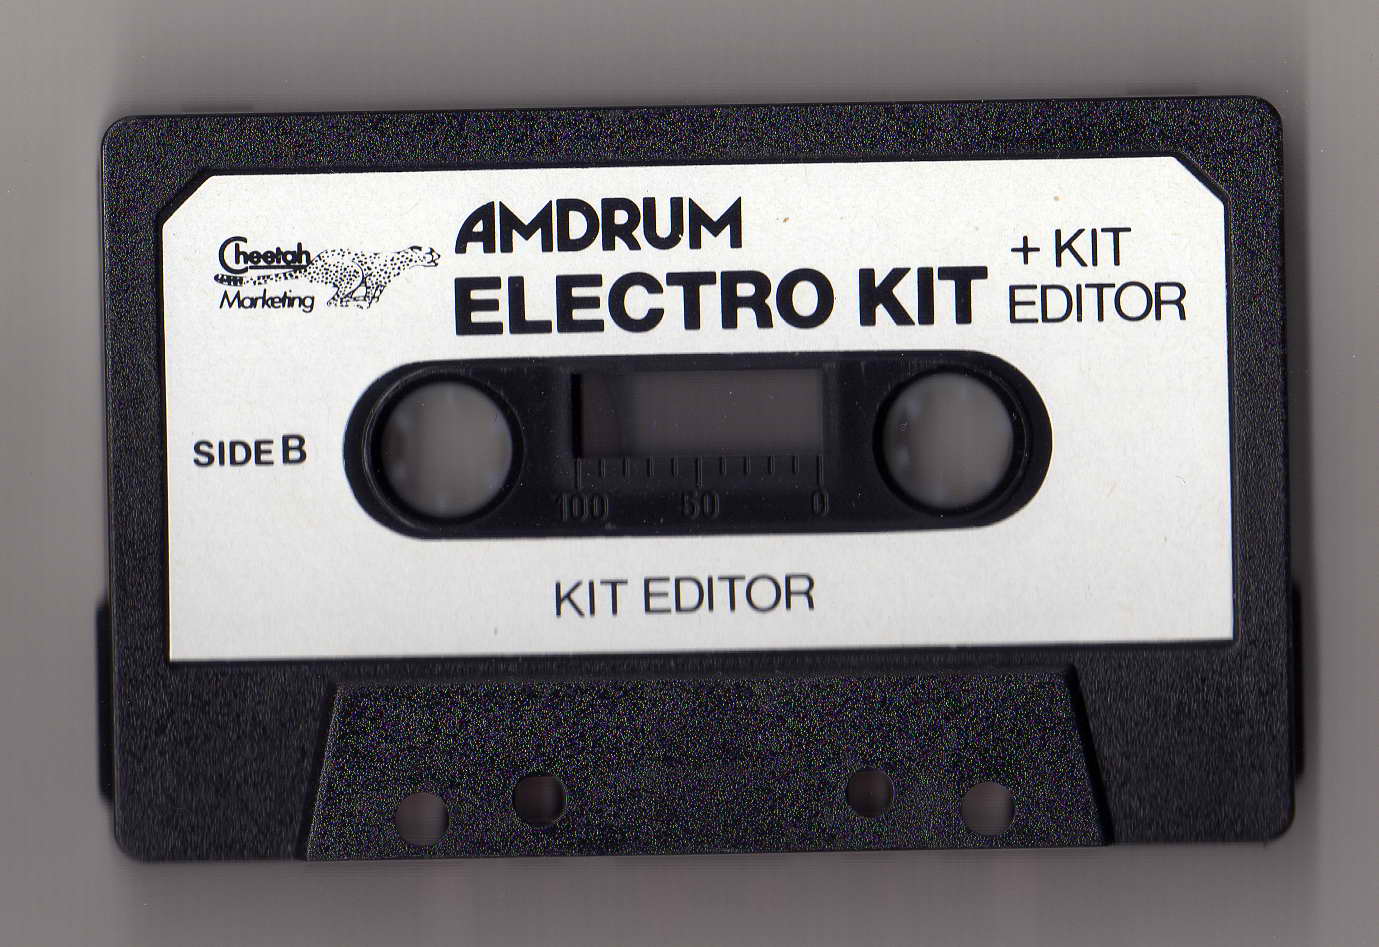 Cheetah
Marketing
AMDRUM
ELECTRO KIT
+ KIT
EDITOR
SIDE B
100 50 0
KIT EDITOR